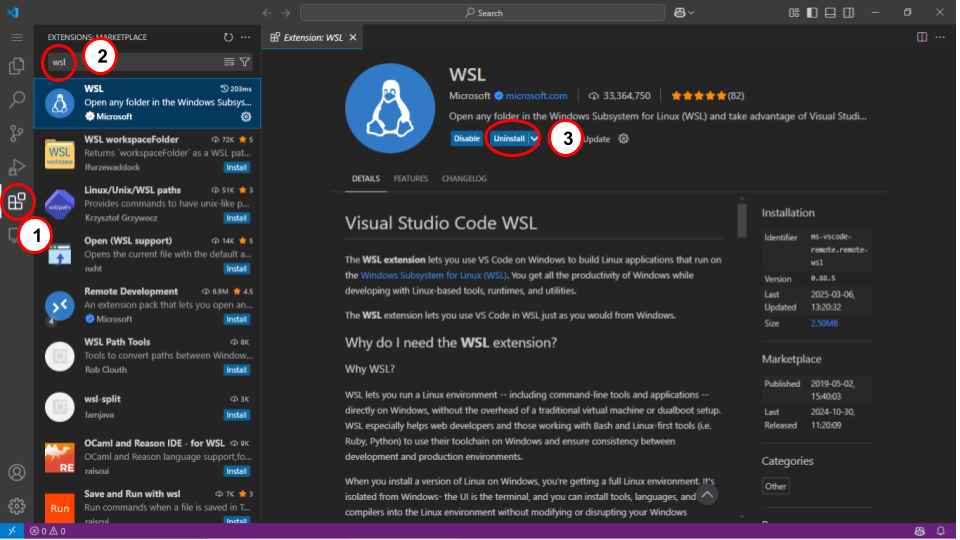 Search
EXTENSIONS: MARKETPLACE
wsl
2
WSL
203ms
Open any folder in the Windows Subsys...
Microsoft
WSL workspaceFolder
72K
5
Returns `workspaceFolder` as a WSL pat...
lfurzewaddock
Install
WSL
workspace
Linux/Unix/WSL paths
51K
3
Provides commands to have unix-like p...
Krzysztof Grzywocz
Install
wsl/path
1
Open (WSL support)
14K
5
Opens the current file with the default a...
nxht
Install
Remote Development
6.9M
4.5
An extension pack that lets you open an...
Microsoft
Install
4
WSL Path Tools
8K
Tools to convert paths between Window...
Rob Clouth
Install
wsl-split
3K
Iamjava
Install
OCaml and Reason IDE - for WSL
9K
OCaml and Reason language support,fo...
raiscui
Install
RE
Save and Run with wsl
7K
3
Run commands when a file is saved in T...
raiscui
Install
Run
0
0
Extension: WSL
WSL
Microsoft
microsoft.com
33,364,750
(82)
Open any folder in the Windows Subsystem for Linux (WSL) and take advantage of Visual Studi...
Disable
Uninstall
3
Update
DETAILS
FEATURES
CHANGELOG
Visual Studio Code WSL
The WSL extension lets you use VS Code on Windows to build Linux applications that run on
the Windows Subsystem for Linux (WSL). You get all the productivity of Windows while
developing with Linux-based tools, runtimes, and utilities.
The WSL extension lets you use VS Code in WSL just as you would from Windows.
Why do I need the WSL extension?
Why WSL?
WSL lets you run a Linux environment -- including command-line tools and applications --
directly on Windows, without the overhead of a traditional virtual machine or dualboot setup.
WSL especially helps web developers and those working with Bash and Linux-first tools (i.e.
Ruby, Python) to use their toolchain on Windows and ensure consistency between
development and production environments.
When you install a version of Linux on Windows, you're getting a full Linux environment. It's
isolated from Windows- the UI is the terminal, and you can install tools, languages, and
compilers into the Linux environment without modifying or disrupting your Windows
Installation
Identifier
ms-vscode-
remote.remote-
wsl
Version
0.88.5
Last
Updated
2025-03-06,
13:20:32
Size
2.50MB
Marketplace
Published
2019-05-02,
15:40:03
Last
Released
2024-10-30,
11:20:09
Categories
Other